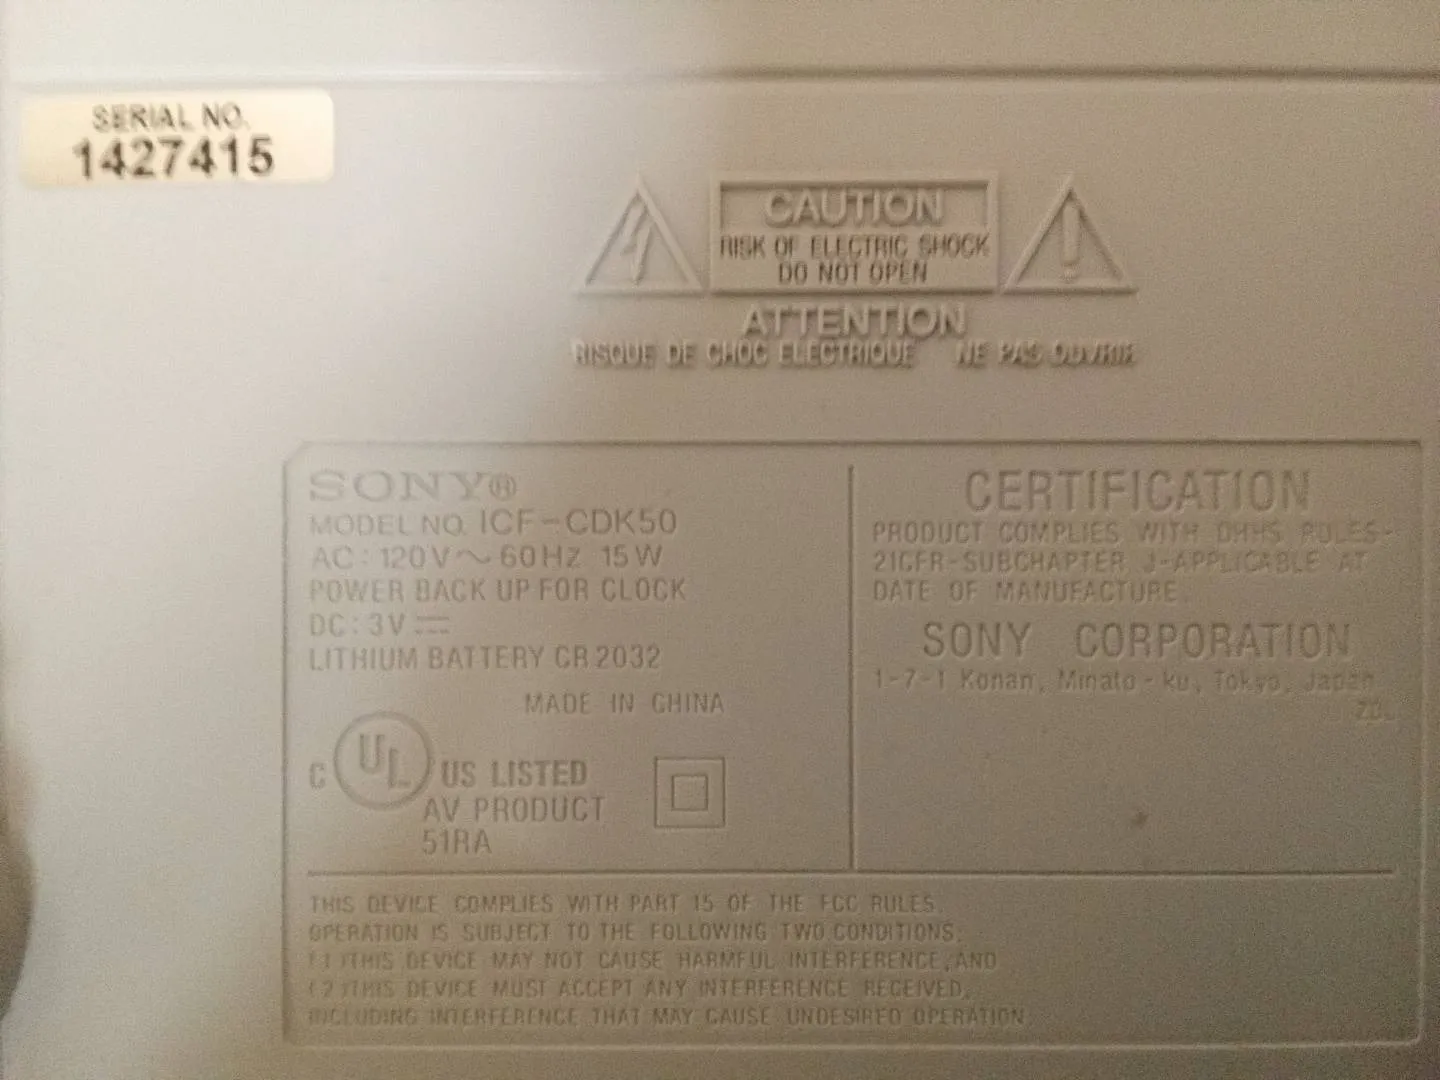 SERIAL NO.
1427415
CAUTION
RISK OF ELECTRIC SHOCK
DO NOT OPEN
ATTENTION
RISQUE DE CHOC ELECTRIQUE NE PAS OUVRIR
SONY®
MODEL NO. ICF-CDK50
AC: 120V~60Hz 15W
POWER BACK UP FOR CLOCK
DC: 3V ⎓
LITHIUM BATTERY CR2032
MADE IN CHINA
C UL US LISTED
AV PRODUCT
51RA
CERTIFICATION
PRODUCT COMPLIES WITH DHHS RULES-
21CFR-SUBCHAPTER J-APPLICABLE AT
DATE OF MANUFACTURE.
SONY CORPORATION
1-7-1 Konan, Minato-ku, Tokyo, Japan
THIS DEVICE COMPLIES WITH PART 15 OF THE FCC RULES.
OPERATION IS SUBJECT TO THE FOLLOWING TWO CONDITIONS:
(1)THIS DEVICE MAY NOT CAUSE HARMFUL INTERFERENCE,AND
(2)THIS DEVICE MUST ACCEPT ANY INTERFERENCE RECEIVED,
INCLUDING INTERFERENCE THAT MAY CAUSE UNDESIRED OPERATION